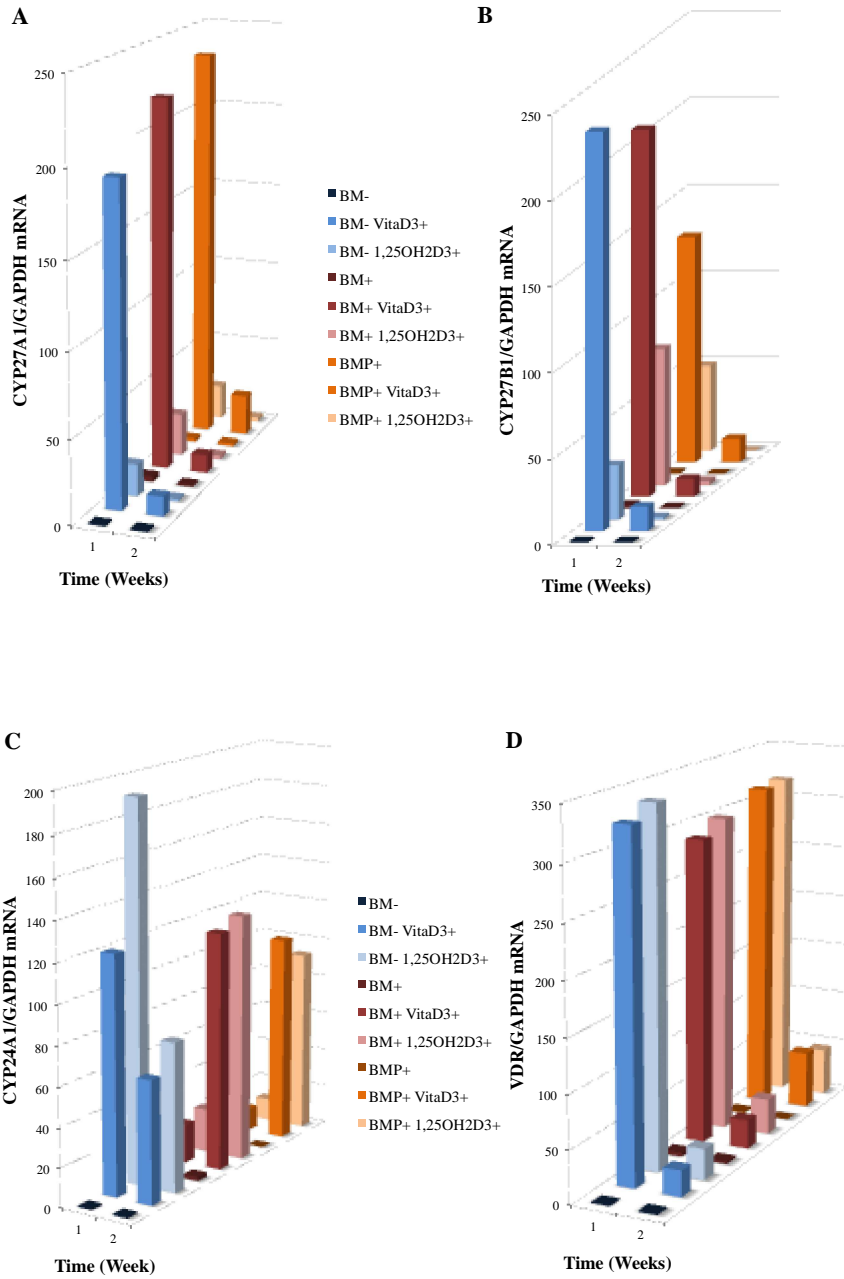 A
CYP27A1/GAPDH mRNA
250
200
150
100
50
0
1
2
Time (Weeks)
BM-
BM- VitaD3+
BM- 1,25OH2D3+
BM+
BM+ VitaD3+
BM+ 1,25OH2D3+
BMP+
BMP+ VitaD3+
BMP+ 1,25OH2D3+
B
CYP27B1/GAPDH mRNA
250
200
150
100
50
0
1
2
Time (Weeks)
C
CYP24A1/GAPDH mRNA
200
180
160
140
120
100
80
60
40
20
0
1
2
Time (Week)
BM-
BM- VitaD3+
BM- 1,25OH2D3+
BM+
BM+ VitaD3+
BM+ 1,25OH2D3+
BMP+
BMP+ VitaD3+
BMP+ 1,25OH2D3+
D
VDR/GAPDH mRNA
350
300
250
200
150
100
50
0
1
2
Time (Weeks)